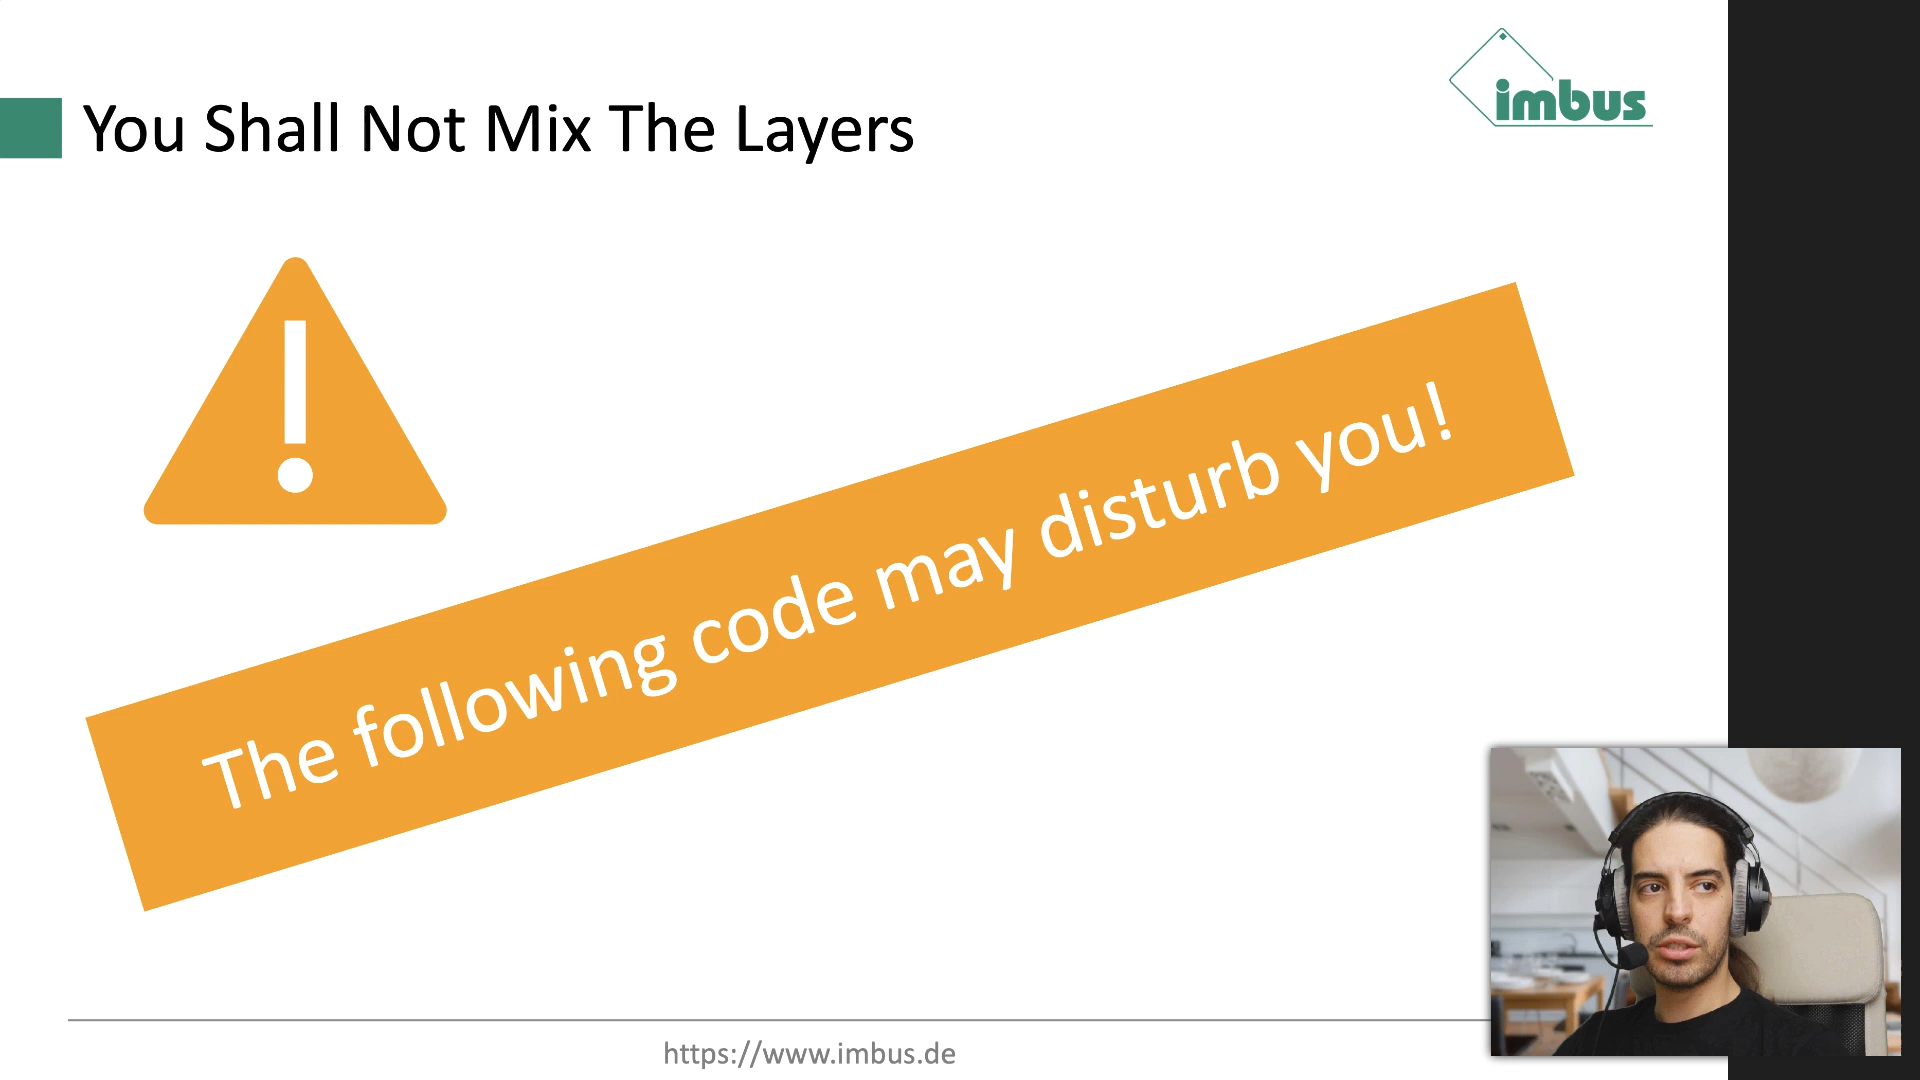 imbus
You Shall Not Mix The Layers
The following code may disturb you!
https://www.imbus.de